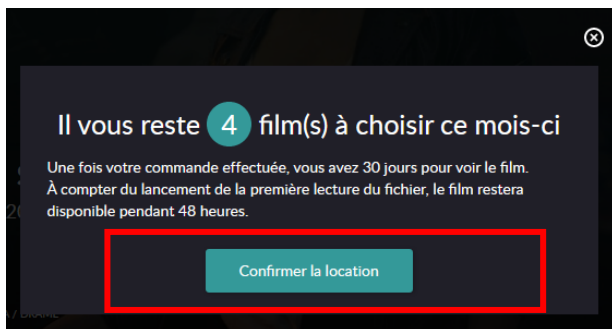 Il vous reste 4 film(s) à choisir ce mois-ci
Une fois votre commande effectuée, vous avez 30 jours pour voir le film.
À compter du lancement de la première lecture du fichier, le film restera
disponible pendant 48 heures.
Confirmer la location